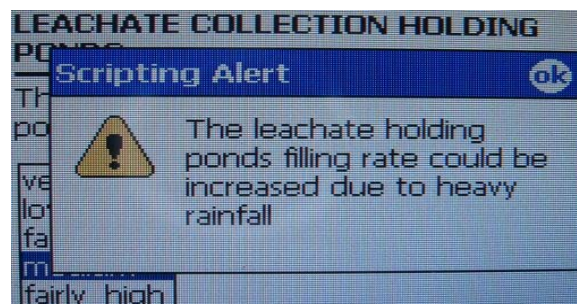 LEACHATE COLLECTION HOLDING
Scripting Alert ok
The leachate holding
ponds filling rate could be
increased due to heavy
rainfall
fairly high